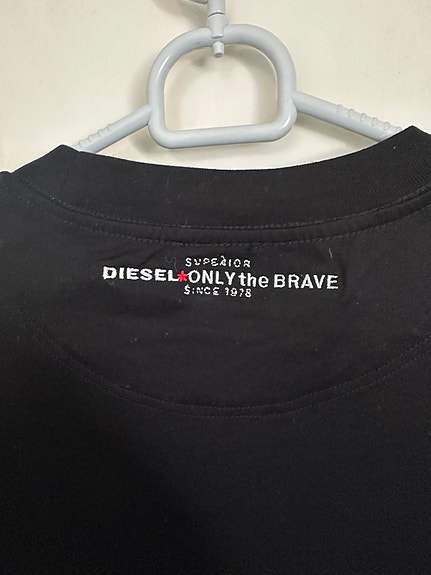 SUPERIOR
DIESEL*ONLY the BRAVE
SINCE 1978